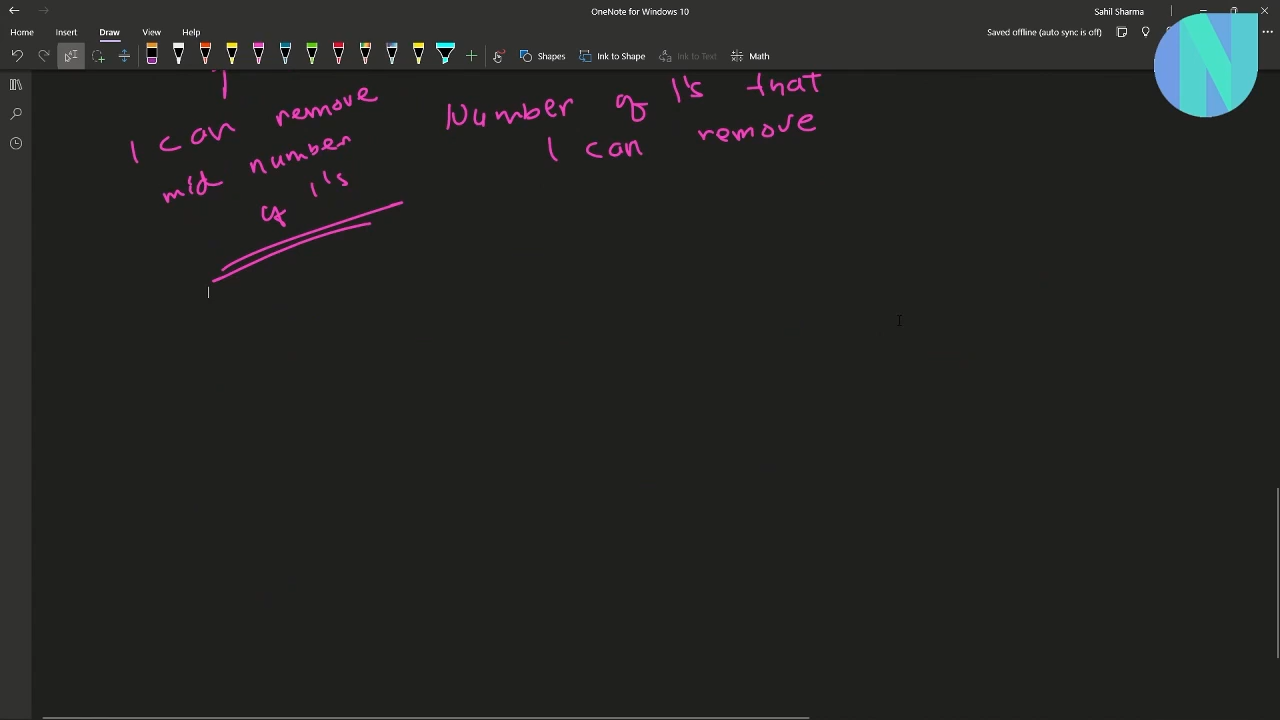 OneNote for Windows 10
Sahil Sharma
Home Insert Draw View Help
Saved offline (auto sync is off)
Shapes Ink to Shape Ink to Text Math
I can remove
mid number
of 1's
Number of 1's that
I can remove